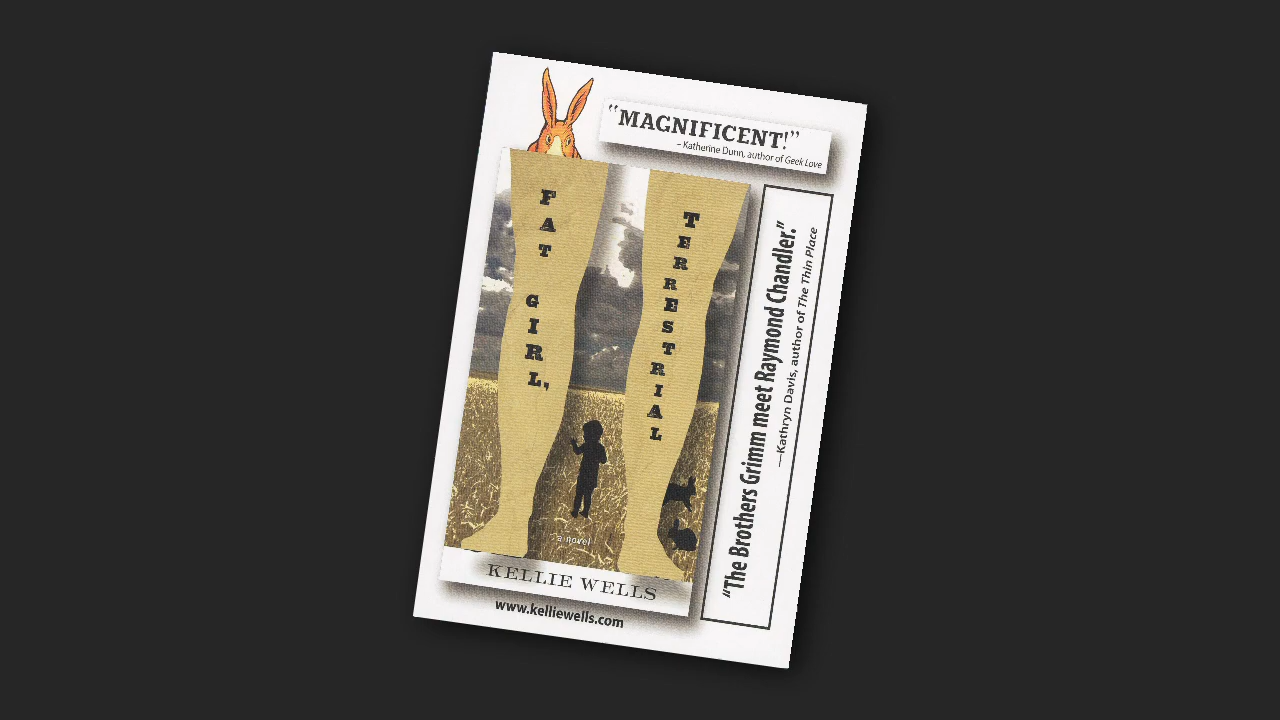 “MAGNIFICENT!”
– Katherine Dunn, author of Geek Love
FAT GIRL,
TERRESTRIAL
a novel
KELLIE WELLS
www.kelliewells.com
“The Brothers Grimm meet Raymond Chandler.”
—Kathryn Davis, author of The Thin Place